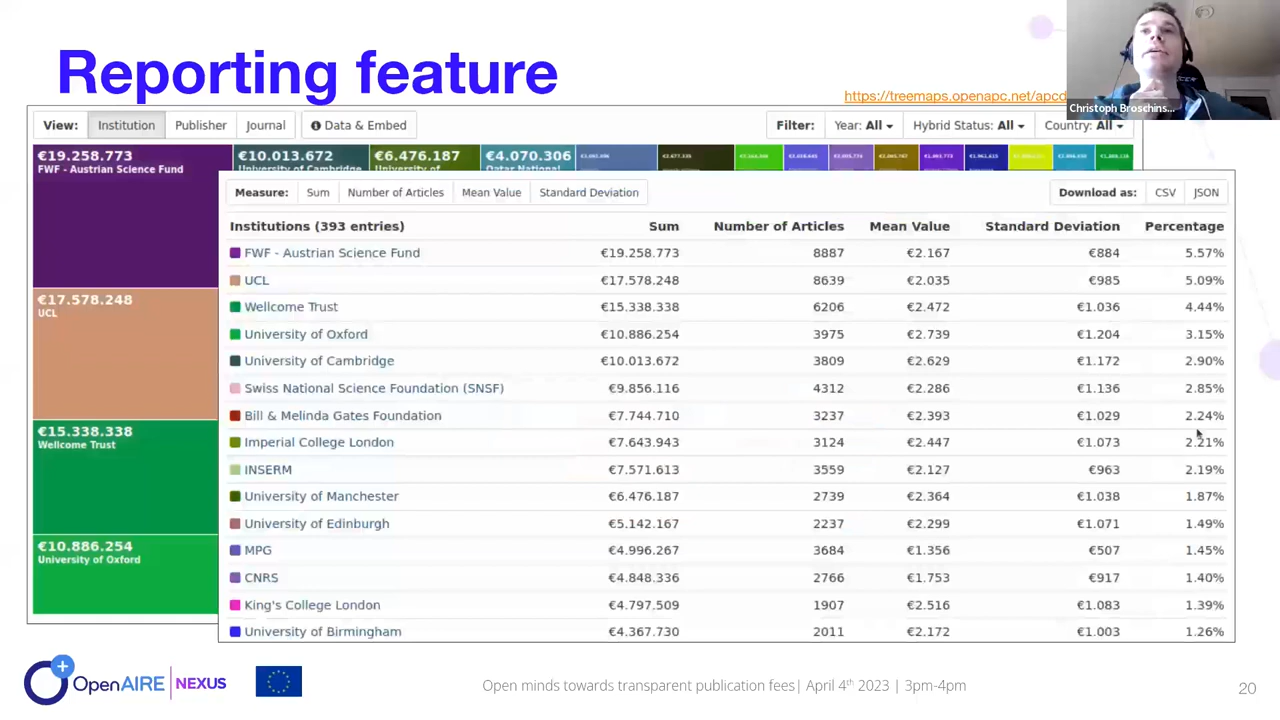 Reporting feature
https://treemaps.openapc.net/apcd
Christoph Broschins...
View: Institution Publisher Journal Data & Embed Filter: Year: All Hybrid Status: All Country: All
€19.258.773
FWF - Austrian Science Fund
€10.013.672
University of Cambridge
€6.476.187
University of
€4.070.306
Qatar National
€17.578.248
UCL
€15.338.338
Wellcome Trust
€10.886.254
University of Oxford
Measure: Sum Number of Articles Mean Value Standard Deviation Download as: CSV JSON
Institutions (393 entries) Sum Number of Articles Mean Value Standard Deviation Percentage
FWF - Austrian Science Fund €19.258.773 8887 €2.167 €884 5.57%
UCL €17.578.248 8639 €2.035 €985 5.09%
Wellcome Trust €15.338.338 6206 €2.472 €1.036 4.44%
University of Oxford €10.886.254 3975 €2.739 €1.204 3.15%
University of Cambridge €10.013.672 3809 €2.629 €1.172 2.90%
Swiss National Science Foundation (SNSF) €9.856.116 4312 €2.286 €1.136 2.85%
Bill & Melinda Gates Foundation €7.744.710 3237 €2.393 €1.029 2.24%
Imperial College London €7.643.943 3124 €2.447 €1.073 2.21%
INSERM €7.571.613 3559 €2.127 €963 2.19%
University of Manchester €6.476.187 2739 €2.364 €1.038 1.87%
University of Edinburgh €5.142.167 2237 €2.299 €1.071 1.49%
MPG €4.996.267 3684 €1.356 €507 1.45%
CNRS €4.848.336 2766 €1.753 €917 1.40%
King's College London €4.797.509 1907 €2.516 €1.083 1.39%
University of Birmingham €4.367.730 2011 €2.172 €1.003 1.26%
OpenAIRE NEXUS
Open minds towards transparent publication fees| April 4th 2023 | 3pm-4pm
20